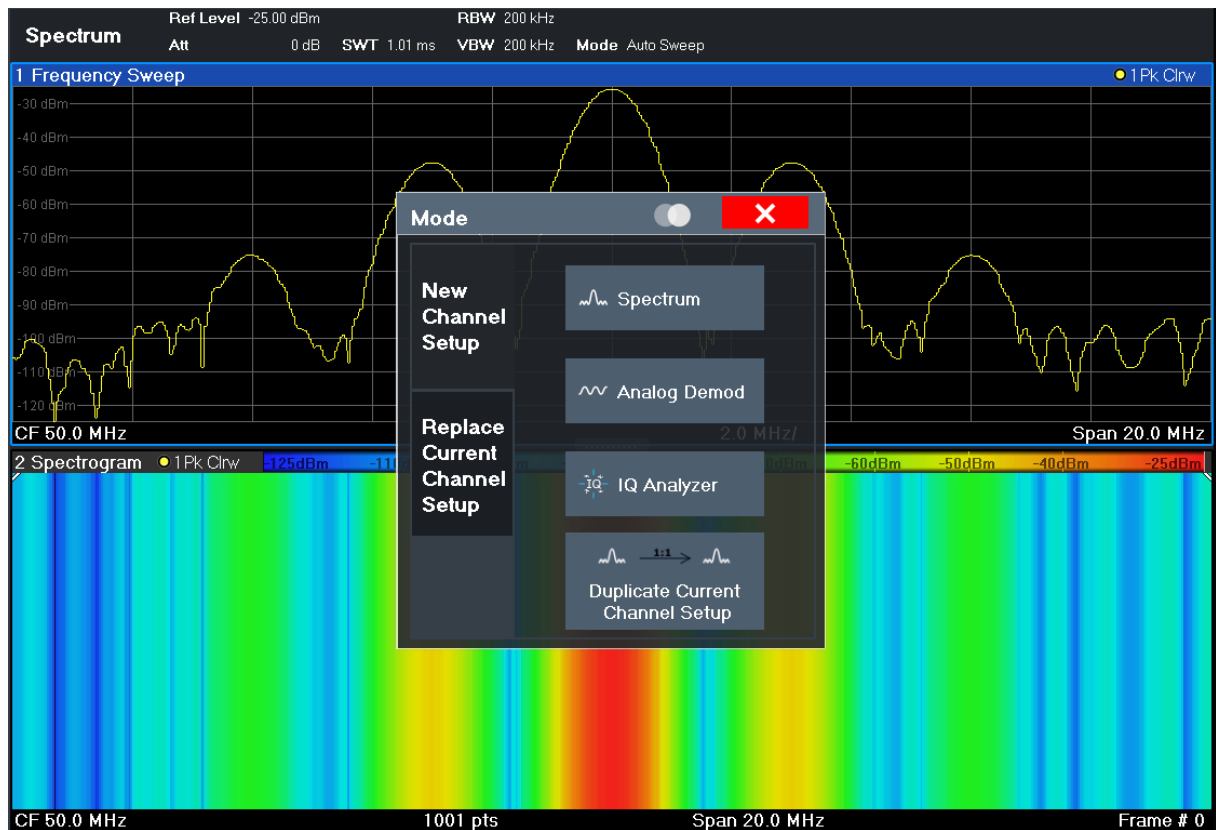 Spectrum
Ref Level -25.00 dBm RBW 200 kHz
Att 0 dB SWT 1.01 ms VBW 200 kHz Mode Auto Sweep
1 Frequency Sweep 1Pk Clrw
-30 dBm
-40 dBm
-50 dBm
-60 dBm
-70 dBm
-80 dBm
-90 dBm
-100 dBm
-110 dBm
-120 dBm
CF 50.0 MHz 2.0 MHz/ Span 20.0 MHz
Mode
New
Channel
Setup
Replace
Current
Channel
Setup
Spectrum
Analog Demod
IQ
IQ Analyzer
1:1
Duplicate Current
Channel Setup
2 Spectrogram 1Pk Clrw -125dBm -60dBm -50dBm -40dBm -25dBm
CF 50.0 MHz 1001 pts Span 20.0 MHz Frame # 0